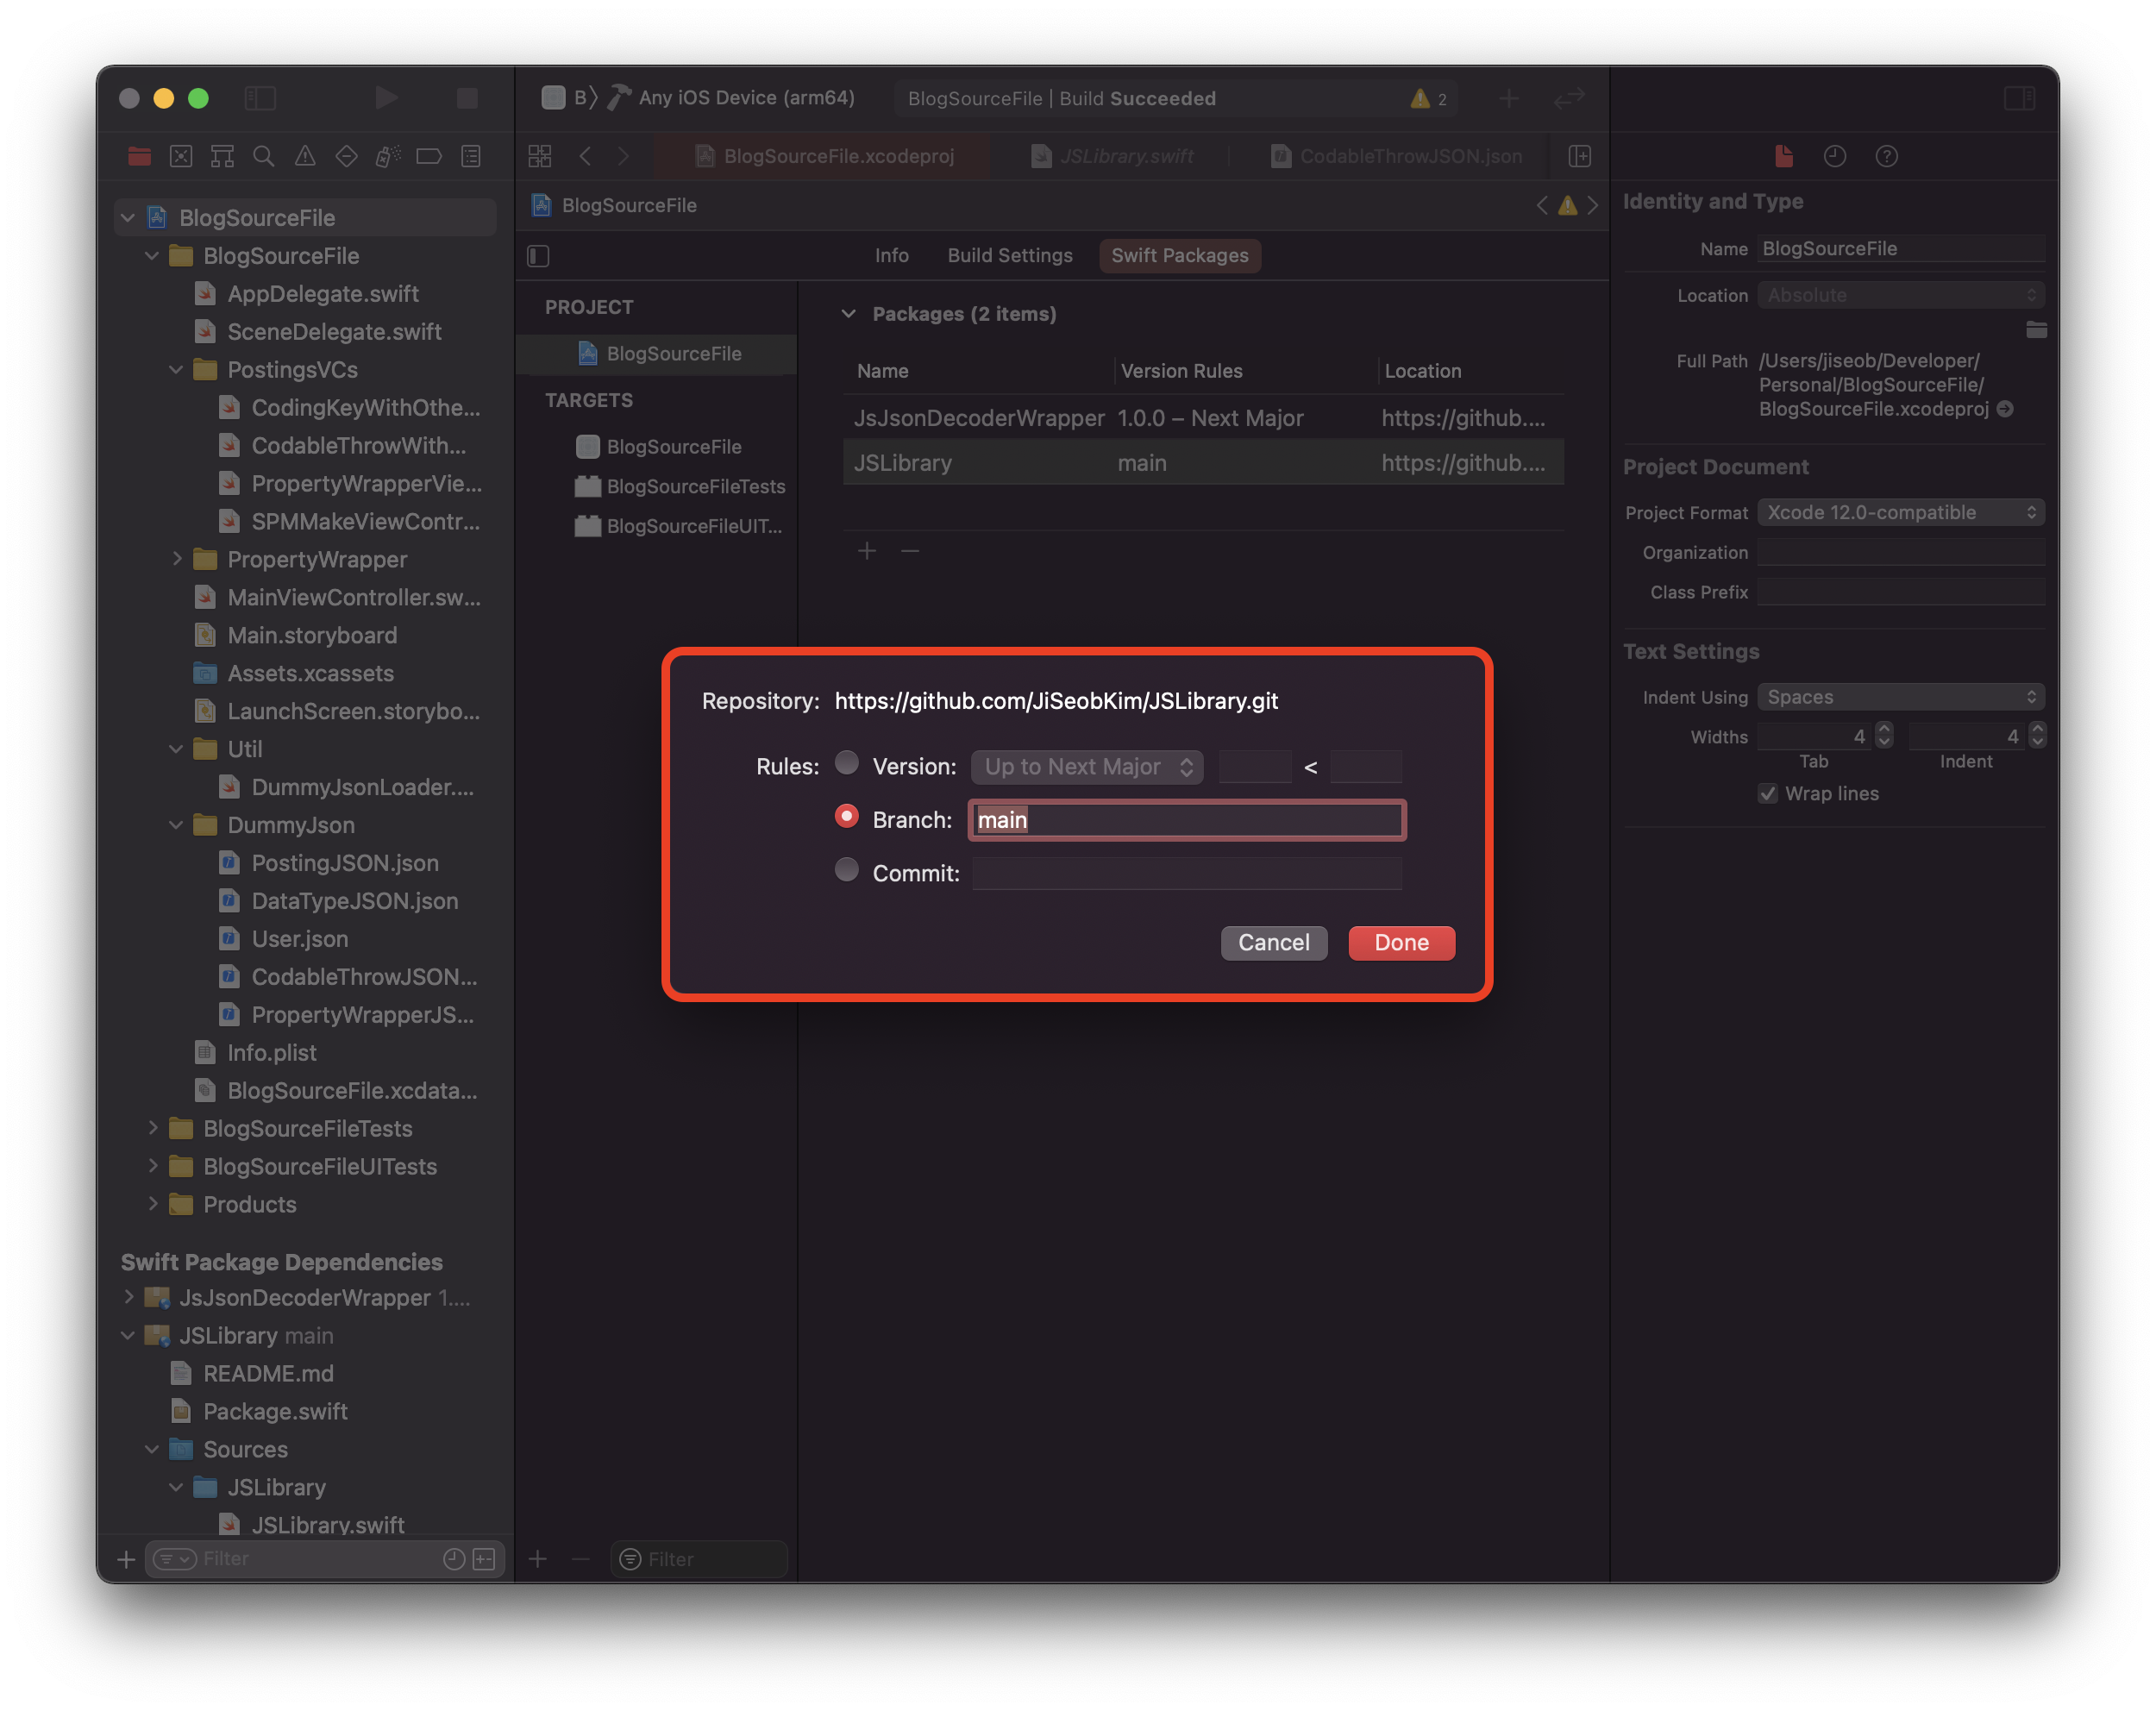 B
Any iOS Device (arm64)
BlogSourceFile | Build Succeeded
2
BlogSourceFile.xcodeproj
JSLibrary.swift
CodableThrowJSON.json
BlogSourceFile
BlogSourceFile
AppDelegate.swift
SceneDelegate.swift
PostingsVCs
CodingKeyWithOthe...
CodableThrowWith...
PropertyWrapperVie...
SPMMakeViewContr...
PropertyWrapper
MainViewController.sw...
Main.storyboard
Assets.xcassets
LaunchScreen.storybo...
Util
DummyJsonLoader....
DummyJson
PostingJSON.json
DataTypeJSON.json
User.json
CodableThrowJSON...
PropertyWrapperJS...
Info.plist
BlogSourceFile.xcdata...
BlogSourceFileTests
BlogSourceFileUITests
Products
Swift Package Dependencies
JsJsonDecoderWrapper 1....
JSLibrary main
README.md
Package.swift
Sources
JSLibrary
JSLibrary.swift
Filter
BlogSourceFile
Info
Build Settings
Swift Packages
PROJECT
BlogSourceFile
TARGETS
BlogSourceFile
BlogSourceFileTests
BlogSourceFileUIT...
Filter
Packages (2 items)
Name
Version Rules
Location
JsJsonDecoderWrapper
1.0.0 – Next Major
https://github....
JSLibrary
main
https://github....
Repository: https://github.com/JiSeobKim/JSLibrary.git
Rules:
Version: Up to Next Major <
Branch: main
Commit:
Cancel
Done
Identity and Type
Name BlogSourceFile
Location Absolute
Full Path /Users/jiseob/Developer/
Personal/BlogSourceFile/
BlogSourceFile.xcodeproj
Project Document
Project Format Xcode 12.0-compatible
Organization
Class Prefix
Text Settings
Indent Using Spaces
Widths 4 4
Tab Indent
Wrap lines